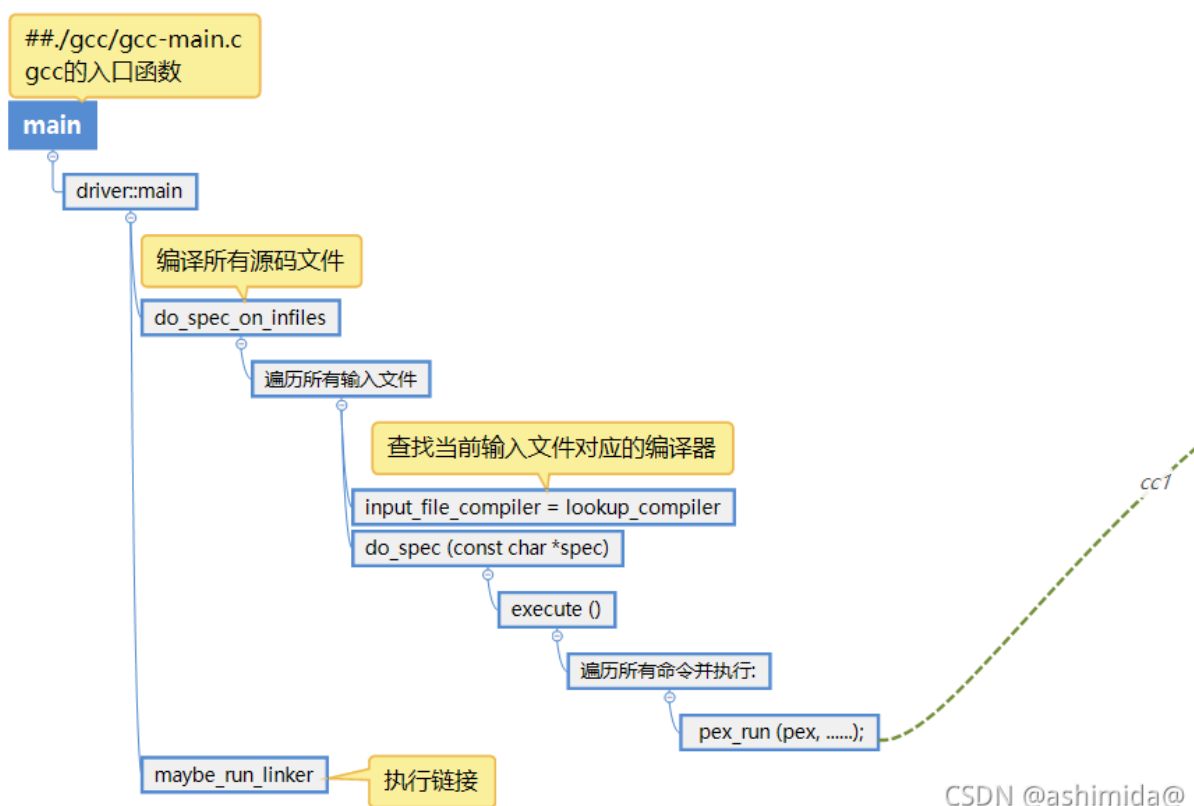 ##./gcc/gcc-main.c
gcc的入口函数
main
driver::main
编译所有源码文件
do_spec_on_infiles
遍历所有输入文件
查找当前输入文件对应的编译器
input_file_compiler = lookup_compiler
do_spec (const char *spec)
execute ()
遍历所有命令并执行:
pex_run (pex, ......);
cc1
maybe_run_linker
执行链接
CSDN @ashimida@